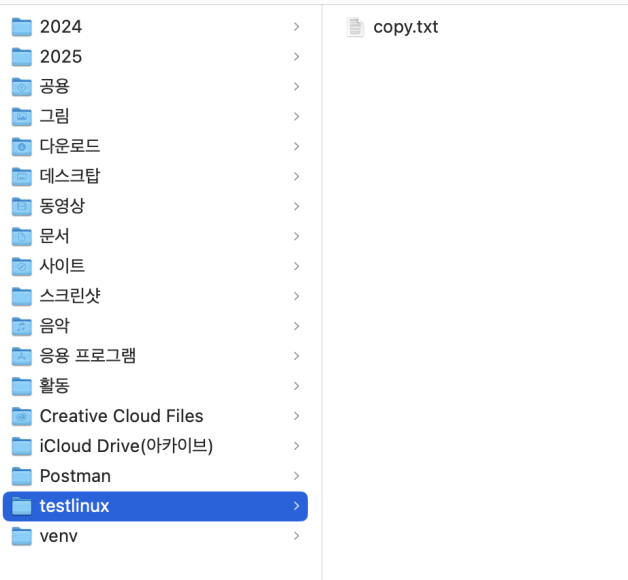 2024
2025
공용
그림
다운로드
데스크탑
동영상
문서
사이트
스크린샷
음악
응용 프로그램
활동
Creative Cloud Files
iCloud Drive(아카이브)
Postman
testlinux
venv
copy.txt